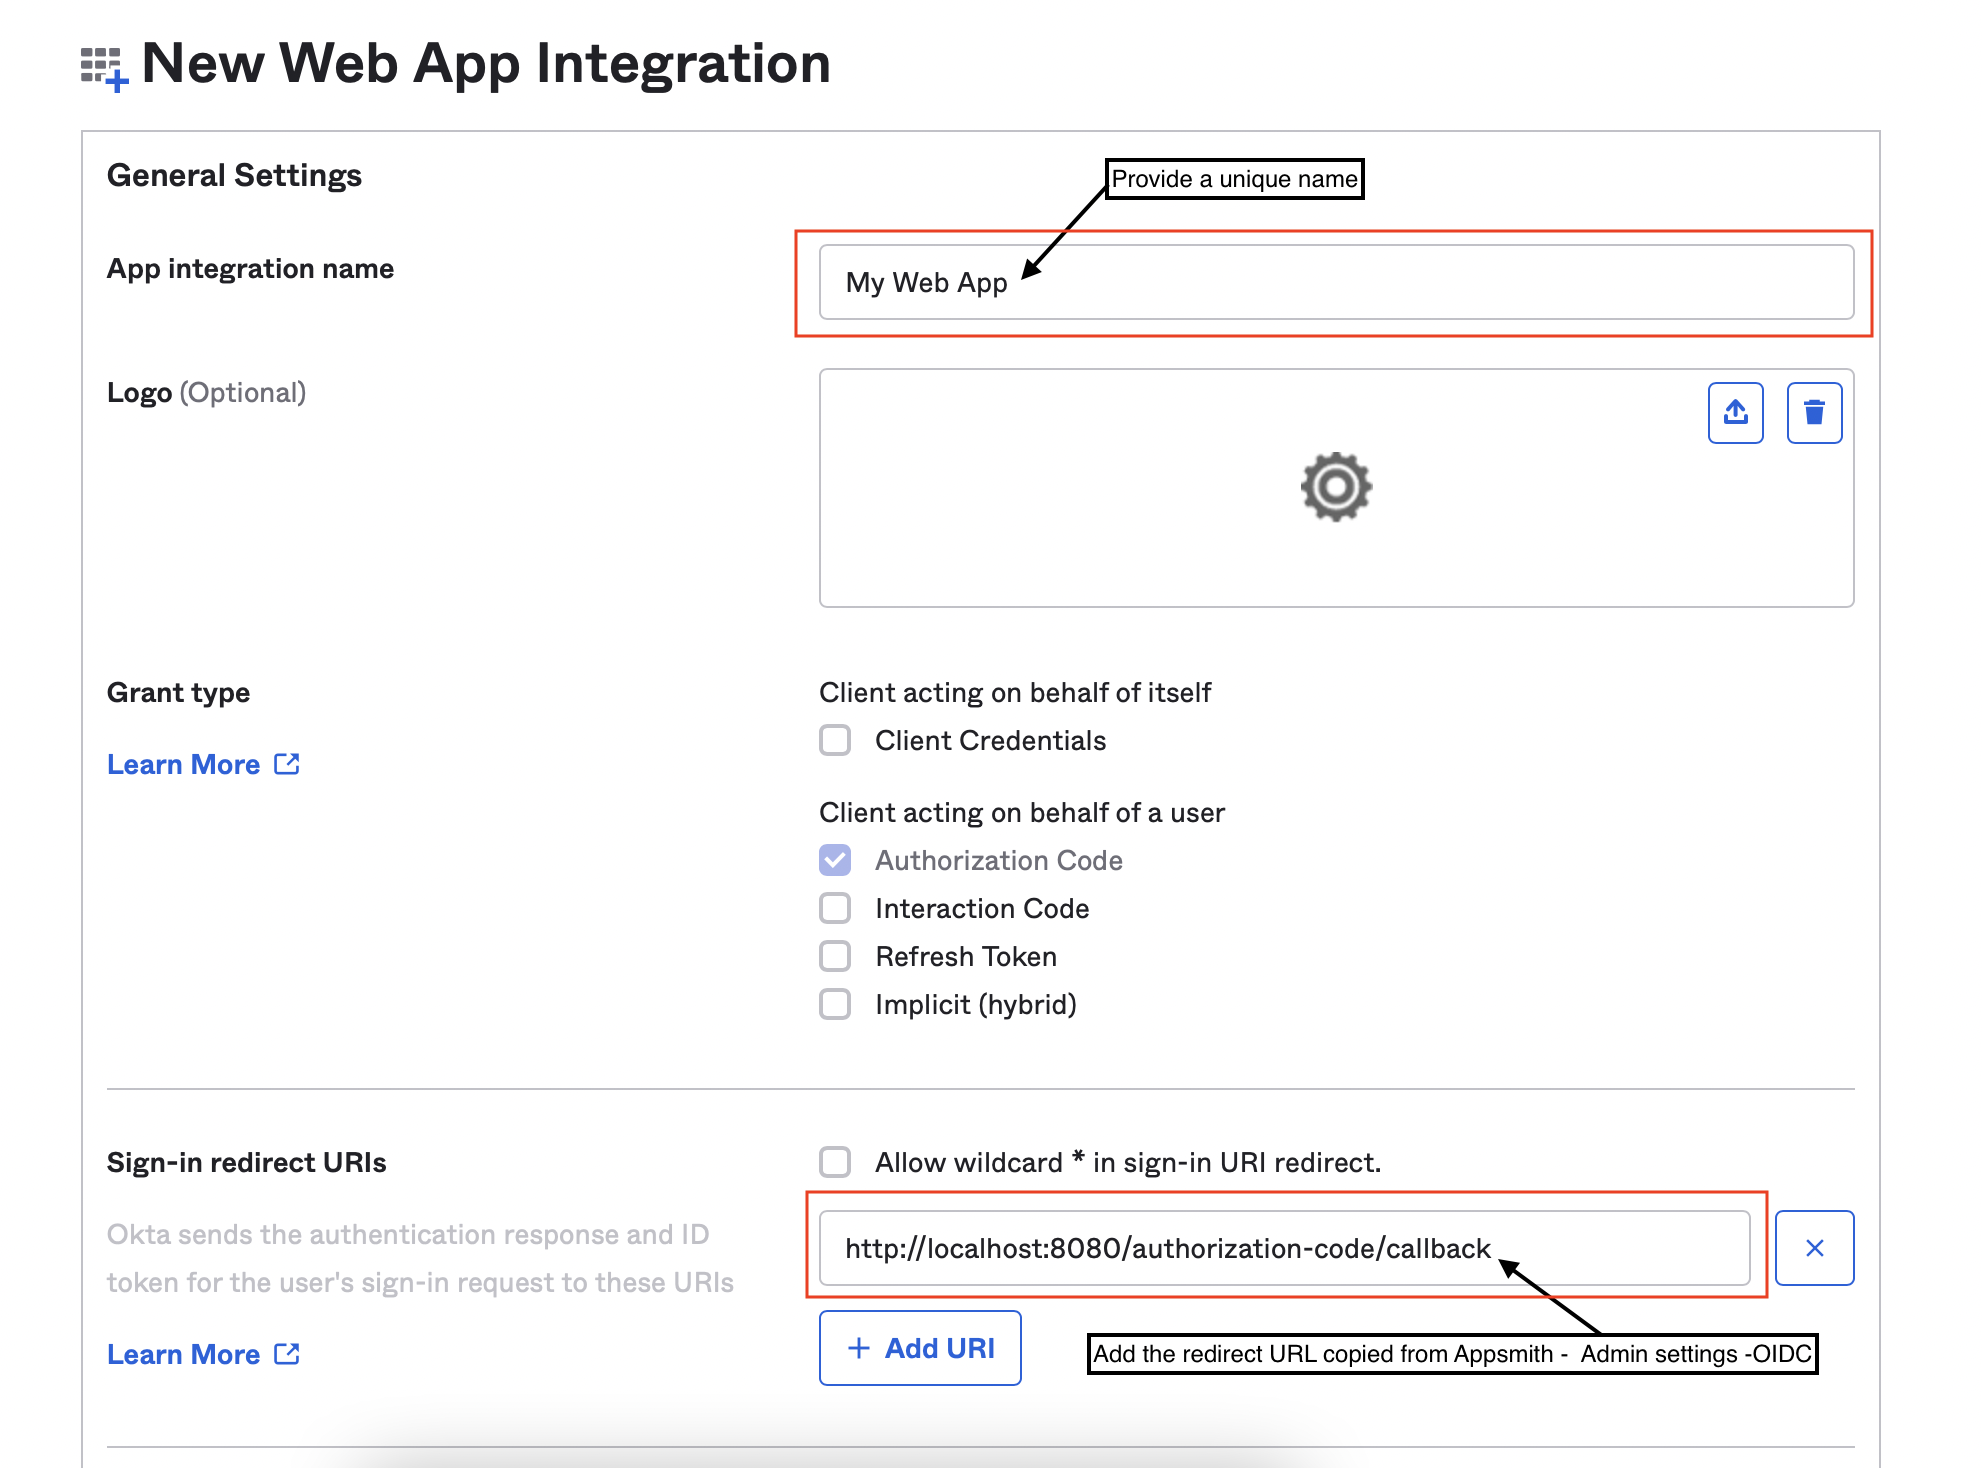 New Web App Integration
General Settings
Provide a unique name
App integration name
My Web App
Logo (Optional)
Grant type
Client acting on behalf of itself
Client Credentials
Learn More
Client acting on behalf of a user
Authorization Code
Interaction Code
Refresh Token
Implicit (hybrid)
Sign-in redirect URIs
Allow wildcard * in sign-in URI redirect.
Okta sends the authentication response and ID
token for the user's sign-in request to these URIs
http://localhost:8080/authorization-code/callback
Learn More
+ Add URI
Add the redirect URL copied from Appsmith -  Admin settings -OIDC